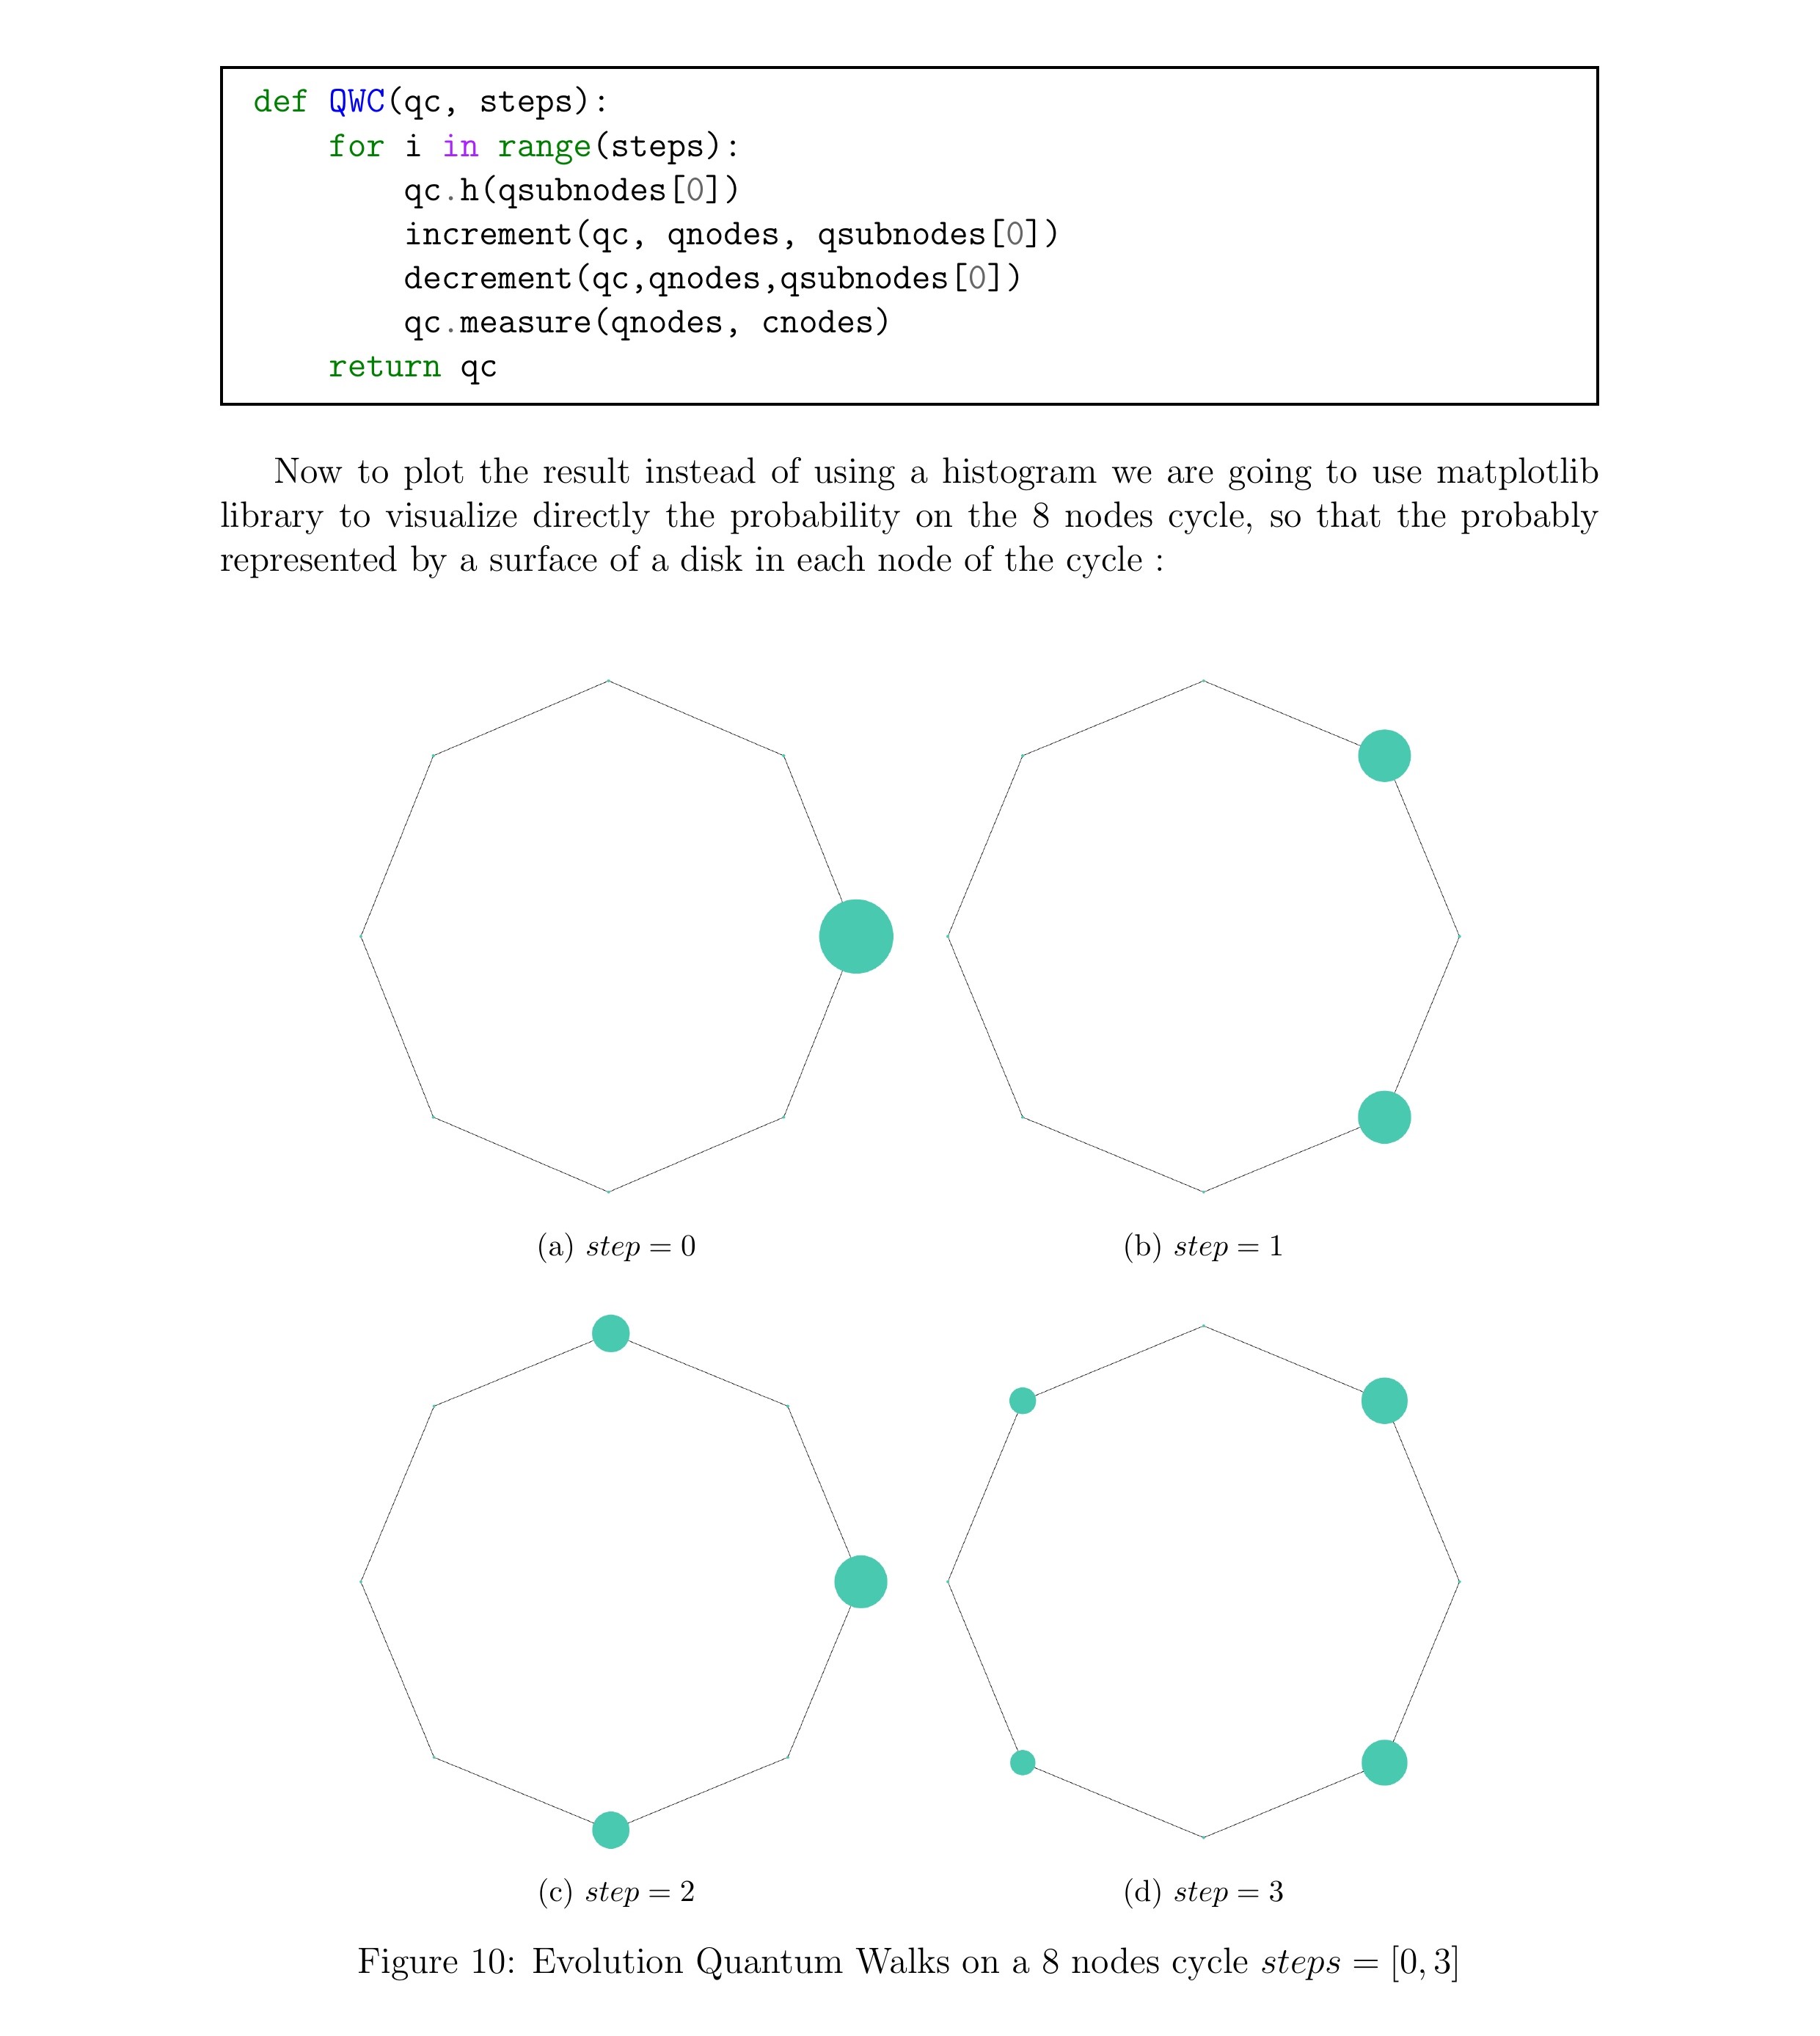 def QWC(qc, steps):
    for i in range(steps):
        qc.h(qsubnodes[0])
        increment(qc, qnodes, qsubnodes[0])
        decrement(qc,qnodes,qsubnodes[0])
        qc.measure(qnodes, cnodes)
    return qc
Now to plot the result instead of using a histogram we are going to use matplotlib
library to visualize directly the probability on the 8 nodes cycle, so that the probably
represented by a surface of a disk in each node of the cycle :
(a) step = 0
(b) step = 1
(c) step = 2
(d) step = 3
Figure 10: Evolution Quantum Walks on a 8 nodes cycle steps = [0, 3]